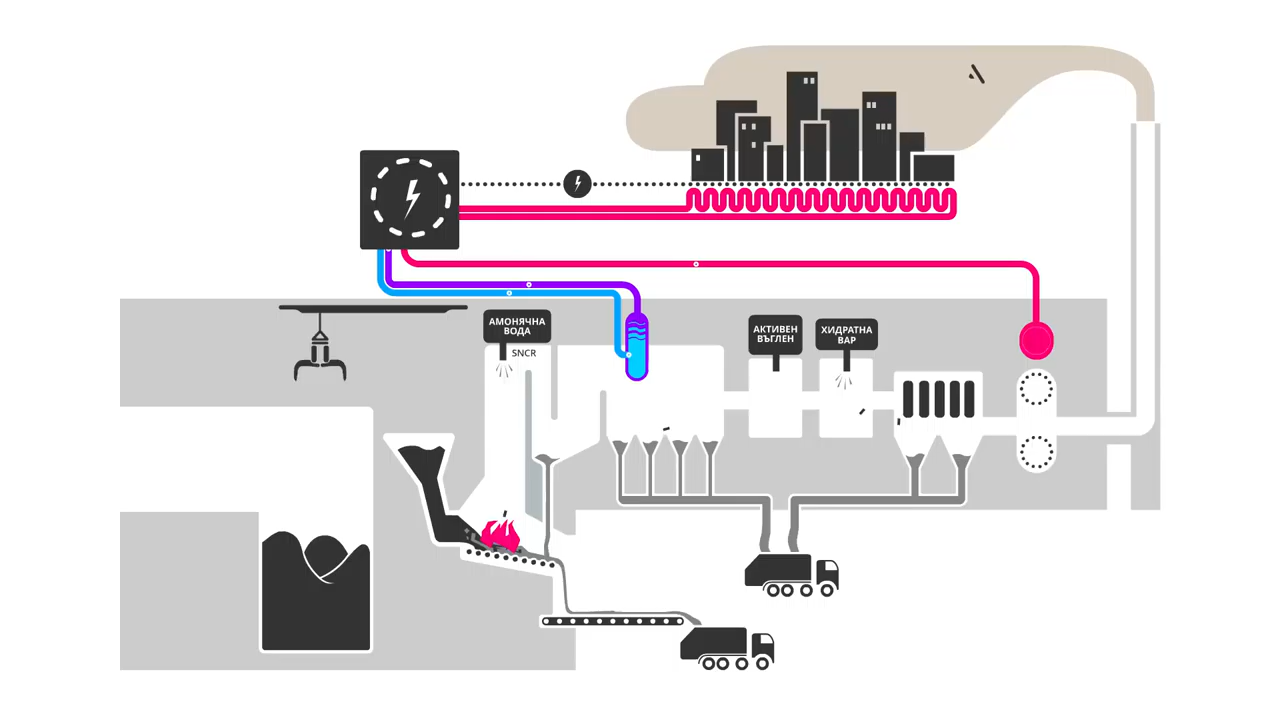 АМОНЯЧНА
ВОДА
SNCR
АКТИВЕН
ВЪГЛЕН
ХИДРАТНА
ВАР